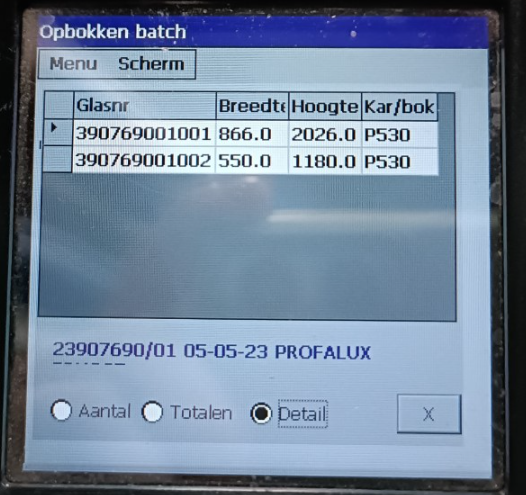 Opbokken batch
Menu Scherm
Glasnr Breedte Hoogte Kar/bok
390769001001 866.0 2026.0 P530
390769001002 550.0 1180.0 P530
23907690/01 05-05-23 PROFALUX
Aantal Totalen Detail X